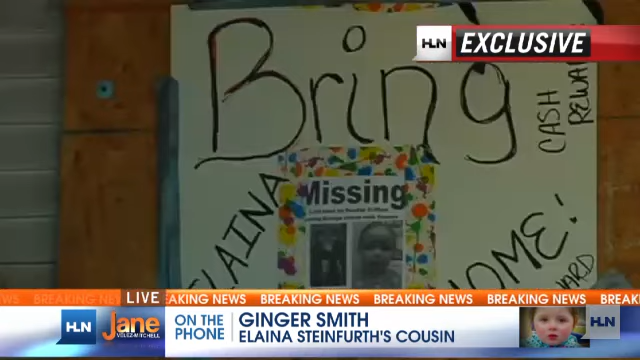 HLN EXCLUSIVE
Bring
CASH
REWA
ELAINA
Missing
HOME!
LIVE
BREAKING NEWS BREAKING NEWS BREAKING NEWS BREAKING NEWS BREAKING NEWS
HLN Jane
VELEZ-MITCHELL
ON THE
PHONE
GINGER SMITH
ELAINA STEINFURTH'S COUSIN
HLN